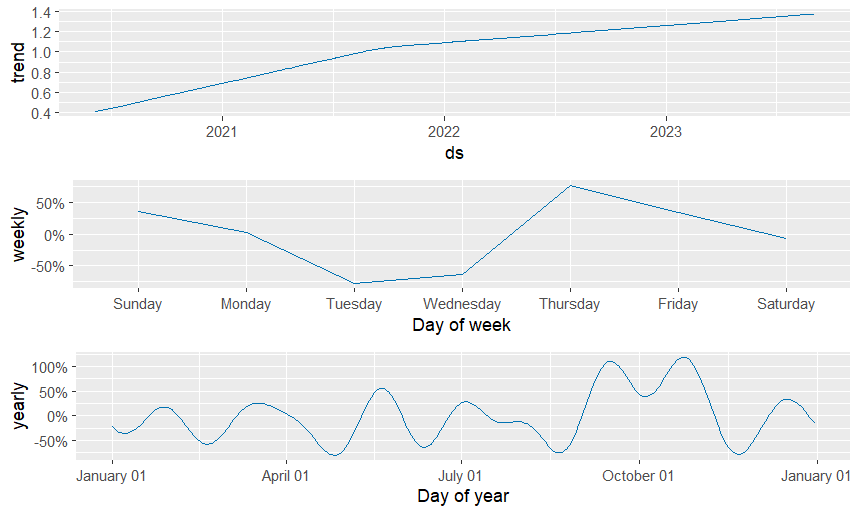 trend
1.4
1.2
1.0
0.8
0.6
0.4
2021 2022 2023
ds
weekly
50%
0%
-50%
Sunday Monday Tuesday Wednesday Thursday Friday Saturday
Day of week
yearly
100%
50%
0%
-50%
January 01 April 01 July 01 October 01 January 01
Day of year